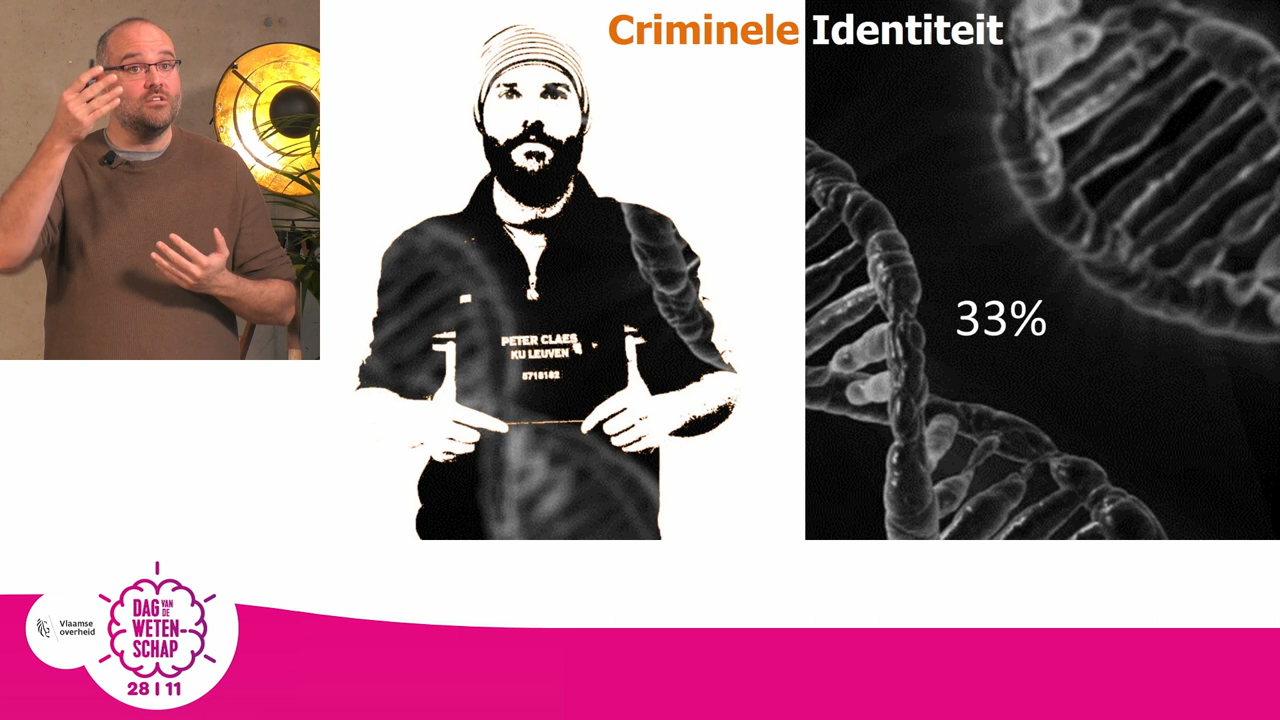 Criminele Identiteit
PETER CLAES
KU LEUVEN
5718182
33%
Vlaamse
overheid
DAG VAN DE
WETEN-
SCHAP
28 | 11